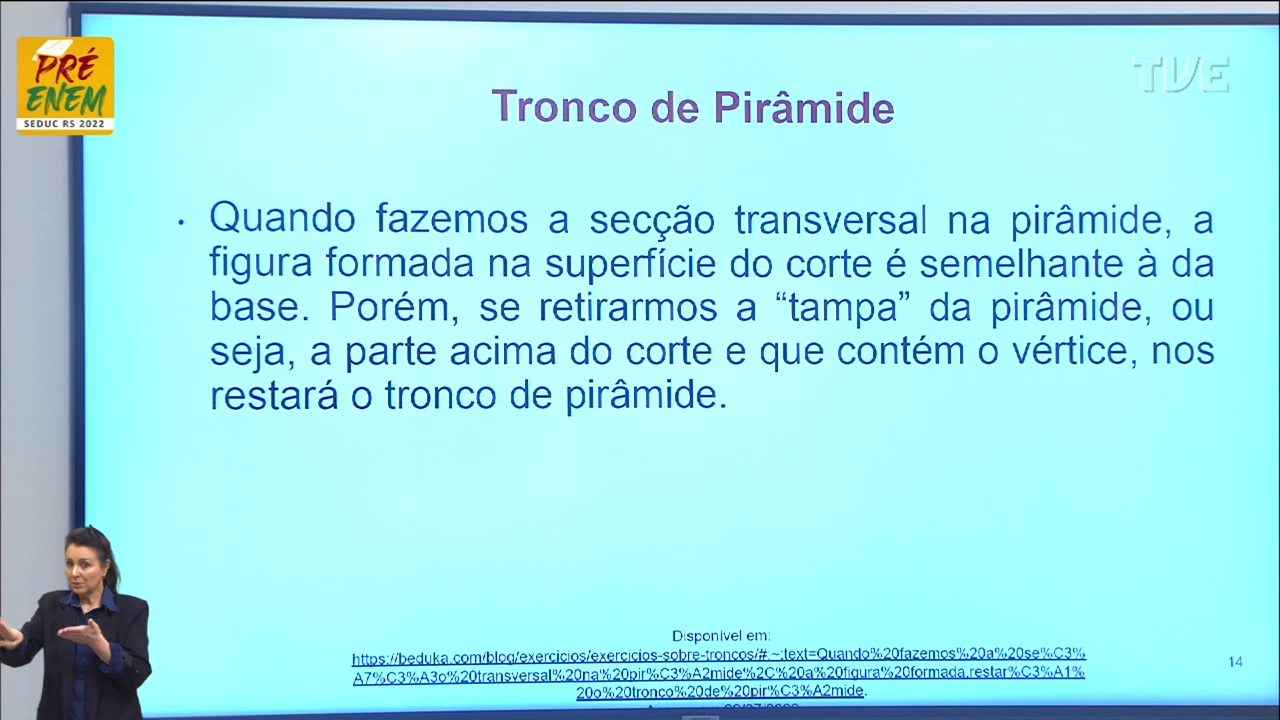 PRÉ
ENEM
SEDUC RS 2022
TVE
Tronco de Pirâmide
• Quando fazemos a secção transversal na pirâmide, a
figura formada na superfície do corte é semelhante à da
base. Porém, se retirarmos a “tampa” da pirâmide, ou
seja, a parte acima do corte e que contém o vértice, nos
restará o tronco de pirâmide.
Disponível em:
https://beduka.com/blog/exercicios/exercicios-sobre-troncos/#:~:text=Quando%20fazemos%20a%20se%C3%
A7%C3%A3o%20transversal%20na%20pir%C3%A2mide%2C%20a%20figura%20formada,restar%C3%A1%
20o%20tronco%20de%20pir%C3%A2mide.
14